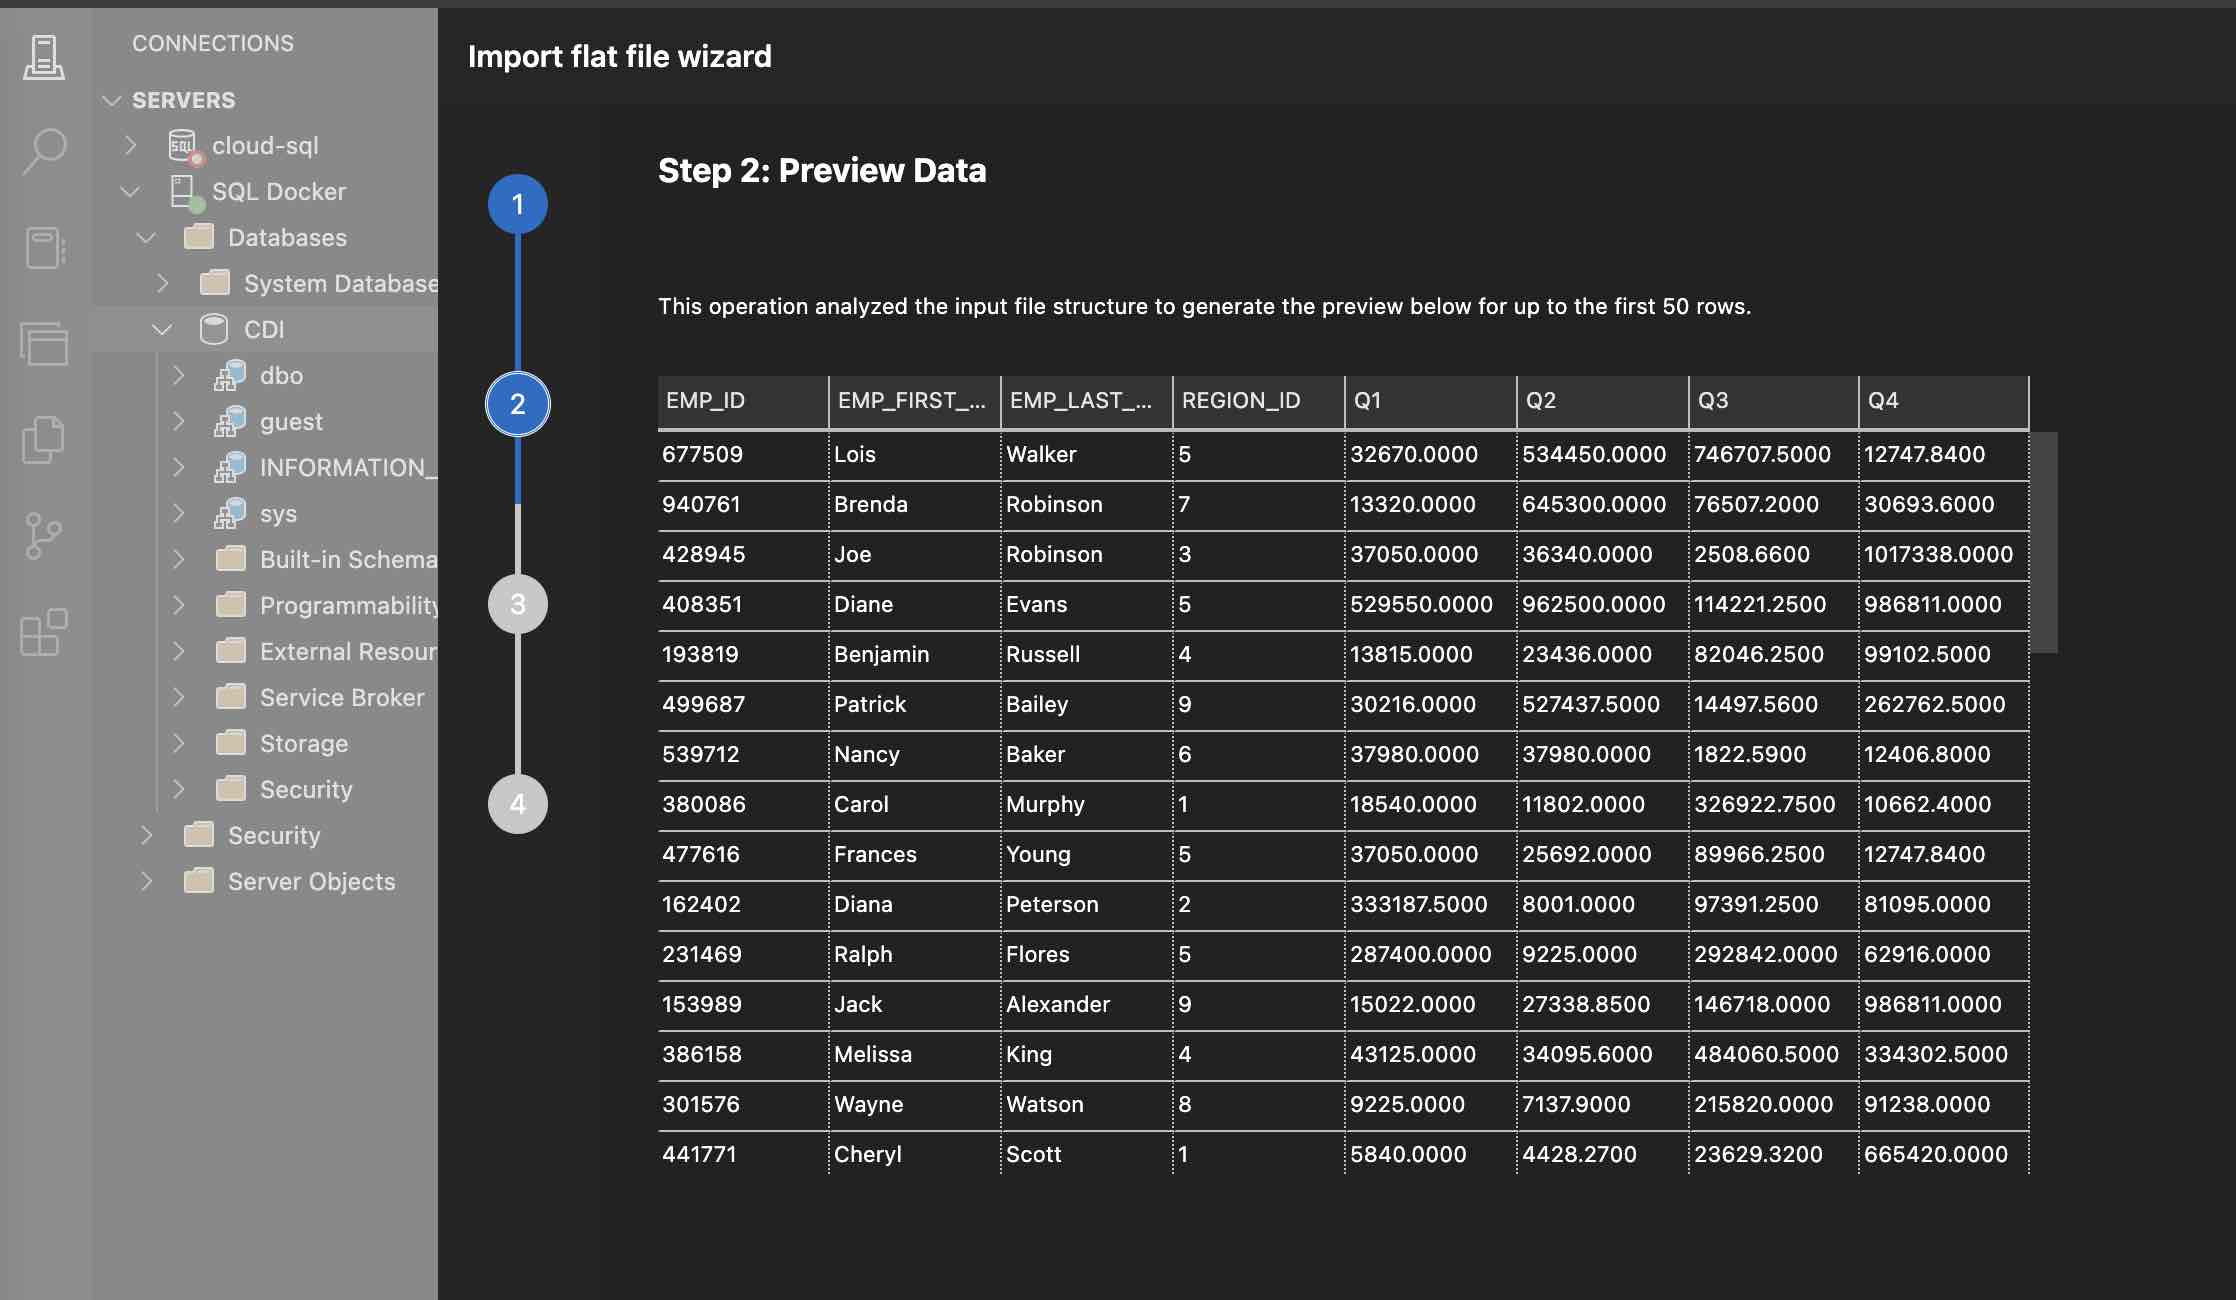 CONNECTIONS
SERVERS
SQL
cloud-sql
SQL Docker
Databases
System Database
CDI
dbo
guest
INFORMATION_
sys
Built-in Schema
Programmability
External Resour
Service Broker
Storage
Security
Security
Server Objects
Import flat file wizard
1
2
3
4
Step 2: Preview Data
This operation analyzed the input file structure to generate the preview below for up to the first 50 rows.
EMP_ID EMP_FIRST_... EMP_LAST_... REGION_ID Q1 Q2 Q3 Q4
677509 Lois Walker 5 32670.0000 534450.0000 746707.5000 12747.8400
940761 Brenda Robinson 7 13320.0000 645300.0000 76507.2000 30693.6000
428945 Joe Robinson 3 37050.0000 36340.0000 2508.6600 1017338.0000
408351 Diane Evans 5 529550.0000 962500.0000 114221.2500 986811.0000
193819 Benjamin Russell 4 13815.0000 23436.0000 82046.2500 99102.5000
499687 Patrick Bailey 9 30216.0000 527437.5000 14497.5600 262762.5000
539712 Nancy Baker 6 37980.0000 37980.0000 1822.5900 12406.8000
380086 Carol Murphy 1 18540.0000 11802.0000 326922.7500 10662.4000
477616 Frances Young 5 37050.0000 25692.0000 89966.2500 12747.8400
162402 Diana Peterson 2 333187.5000 8001.0000 97391.2500 81095.0000
231469 Ralph Flores 5 287400.0000 9225.0000 292842.0000 62916.0000
153989 Jack Alexander 9 15022.0000 27338.8500 146718.0000 986811.0000
386158 Melissa King 4 43125.0000 34095.6000 484060.5000 334302.5000
301576 Wayne Watson 8 9225.0000 7137.9000 215820.0000 91238.0000
441771 Cheryl Scott 1 5840.0000 4428.2700 23629.3200 665420.0000